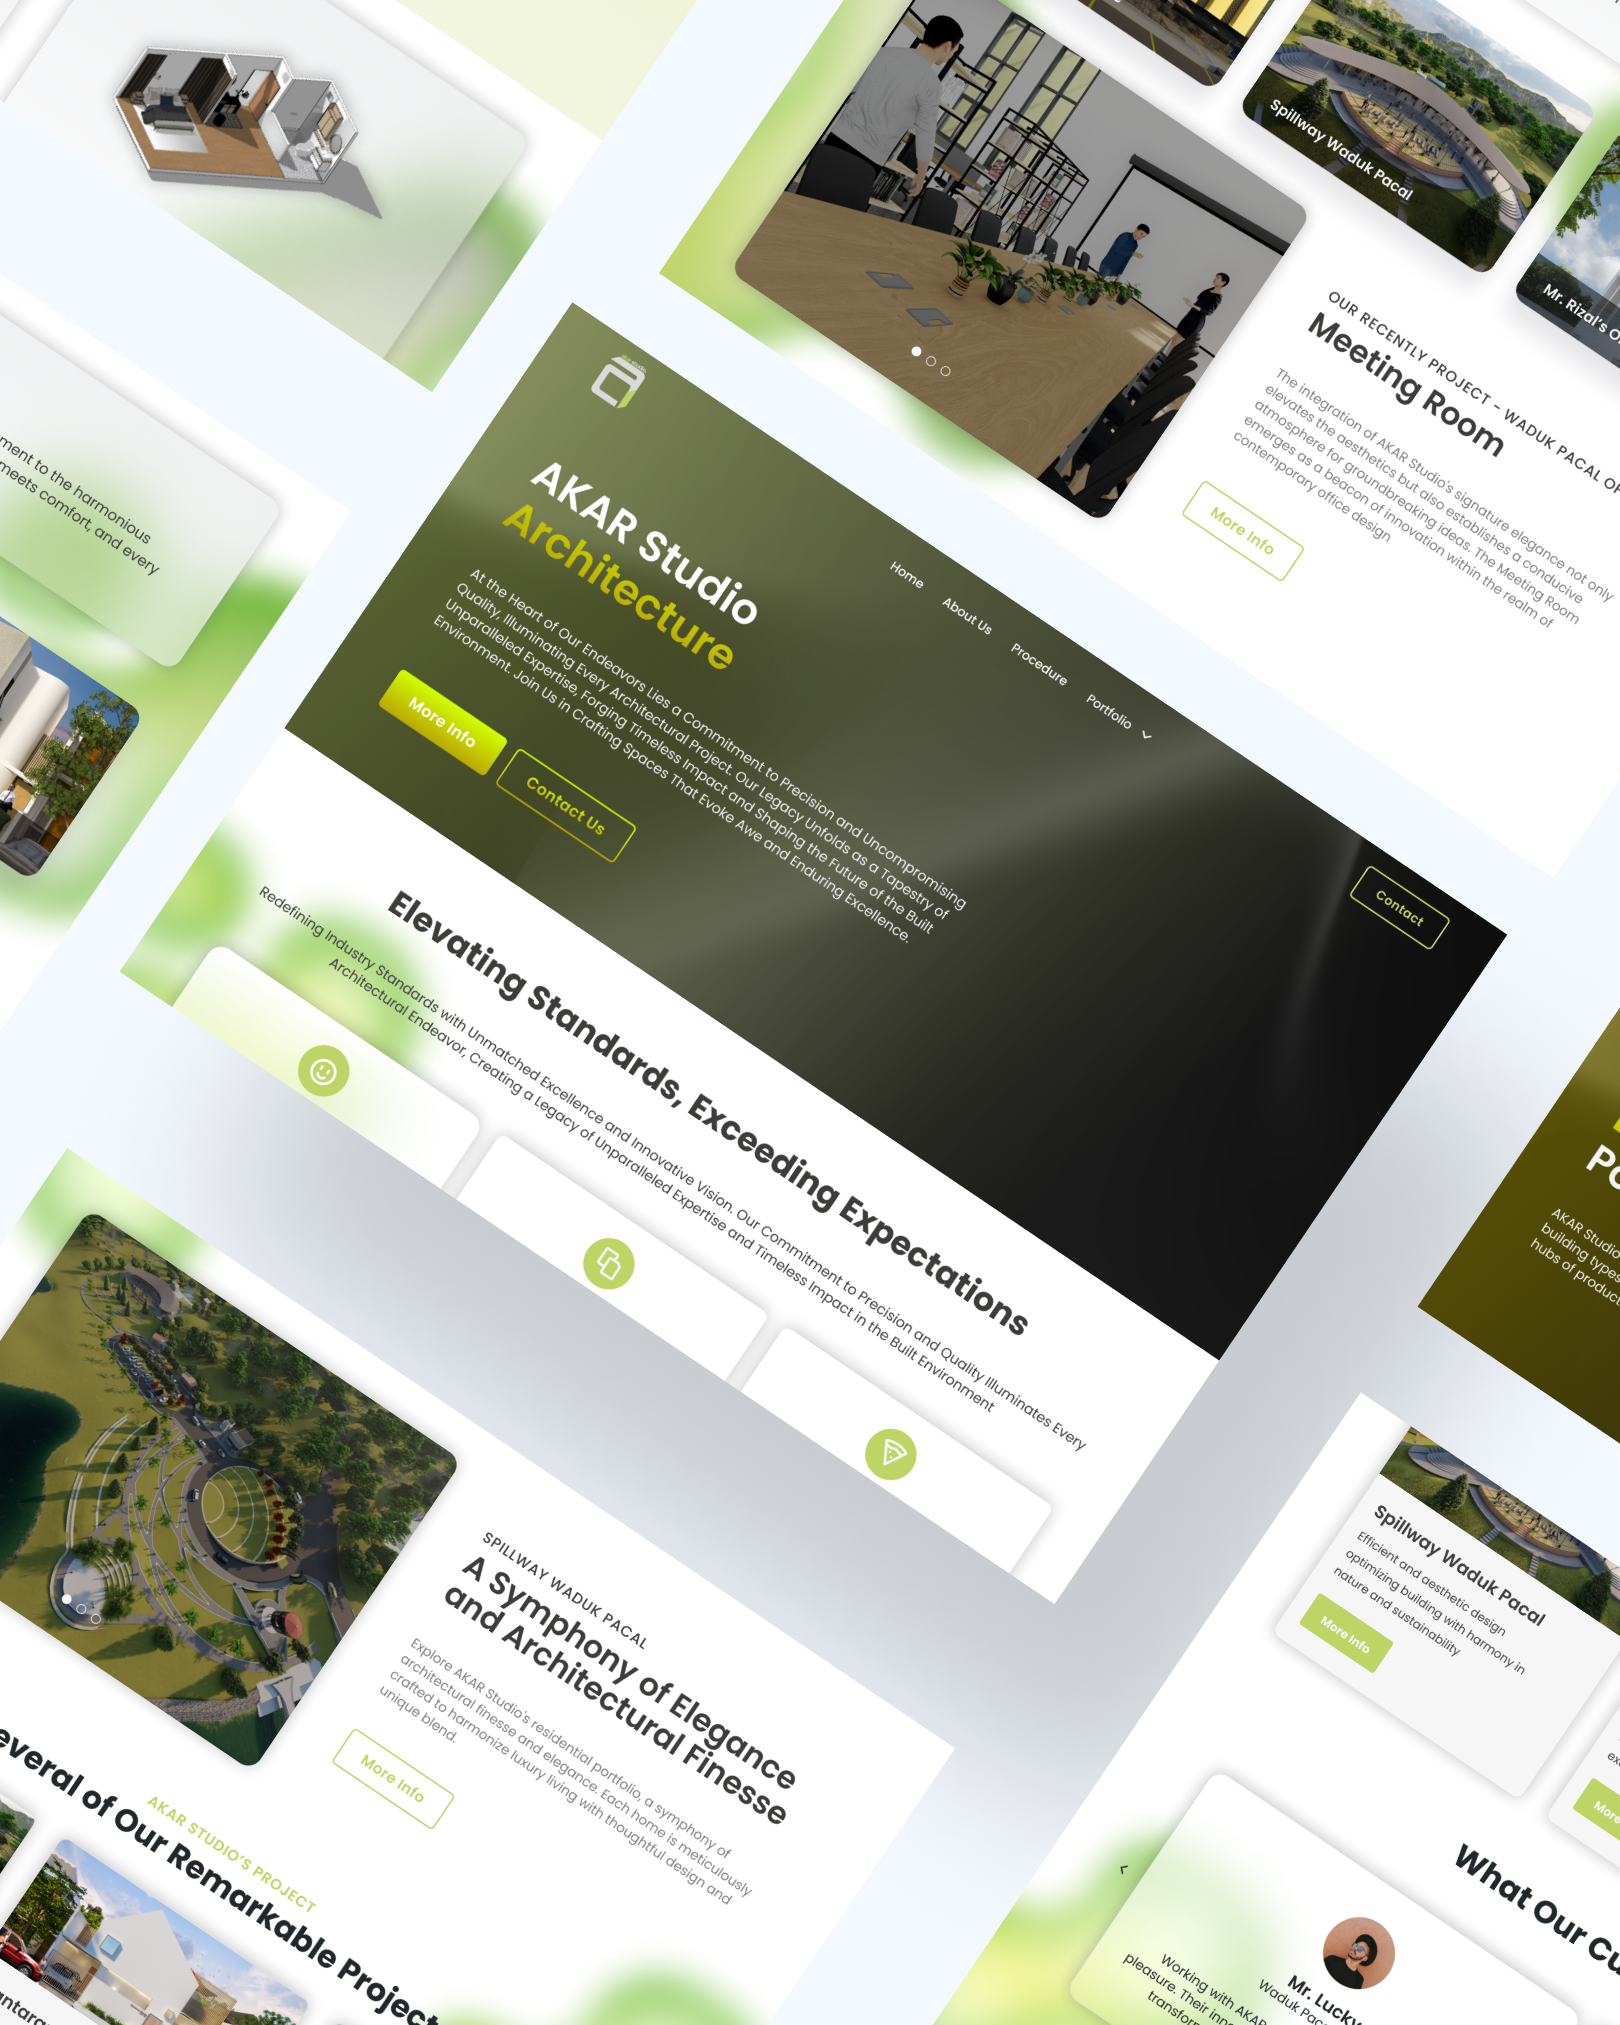 Spillway Waduk Pacal
Mr. Rizal's
OUR RECENTLY PROJECT - WADUK PACAL
Meeting Room
The integration of AKAR Studio's signature elegance not only
elevates the aesthetics but also establishes a conducive
atmosphere for groundbreaking ideas. The Meeting Room
emerges as a beacon of innovation within the realm of
contemporary office design
More Info
ment to the harmonious
meets comfort, and every
Home
About Us
Procedure
Portfolio
Contact
AKAR Studio
Architecture
At the Heart of Our Endeavors Lies a Commitment to Precision and Uncompromising
Quality, Illuminating Every Architectural Project. Our Legacy Unfolds as a Tapestry of
Unparalleled Expertise, Forging Timeless Impact and Shaping the Future of the Built
Environment. Join Us in Crafting Spaces That Evoke Awe and Enduring Excellence.
More Info
Contact Us
Elevating Standards, Exceeding Expectations
Redefining Industry Standards with Unmatched Excellence and Innovative Vision. Our Commitment to Precision and Quality Illuminates Every
Architectural Endeavor, Creating a Legacy of Unparalleled Expertise and Timeless Impact in the Built Environment
AKAR Studio
building types
hubs of product
SPILLWAY WADUK PACAL
A Symphony of Elegance
and Architectural Finesse
Explore AKAR Studio's residential portfolio, a symphony of
architectural finesse and elegance. Each home is meticulously
crafted to harmonize luxury living with thoughtful design and
unique blend.
More Info
AKAR STUDIO'S PROJECT
everal of Our Remarkable Project
antara
Spillway Waduk Pacal
Efficient and aesthetic design
optimizing building with harmony in
nature and sustainability
More Info
More
What Our Cu
Mr. Lucky
Waduk Pac
Working with AKAR
pleasure. Their inno
transform